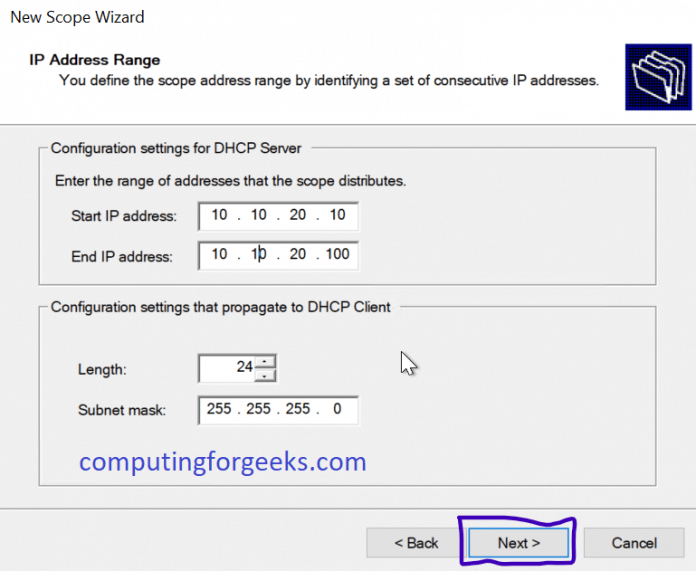 New Scope Wizard
IP Address Range
You define the scope address range by identifying a set of consecutive IP addresses.
Configuration settings for DHCP Server
Enter the range of addresses that the scope distributes.
Start IP address: 10 . 10 . 20 . 10
End IP address: 10 . 10 . 20 . 100
Configuration settings that propagate to DHCP Client
Length: 24
Subnet mask: 255 . 255 . 255 . 0
computingforgeeks.com
< Back Next > Cancel